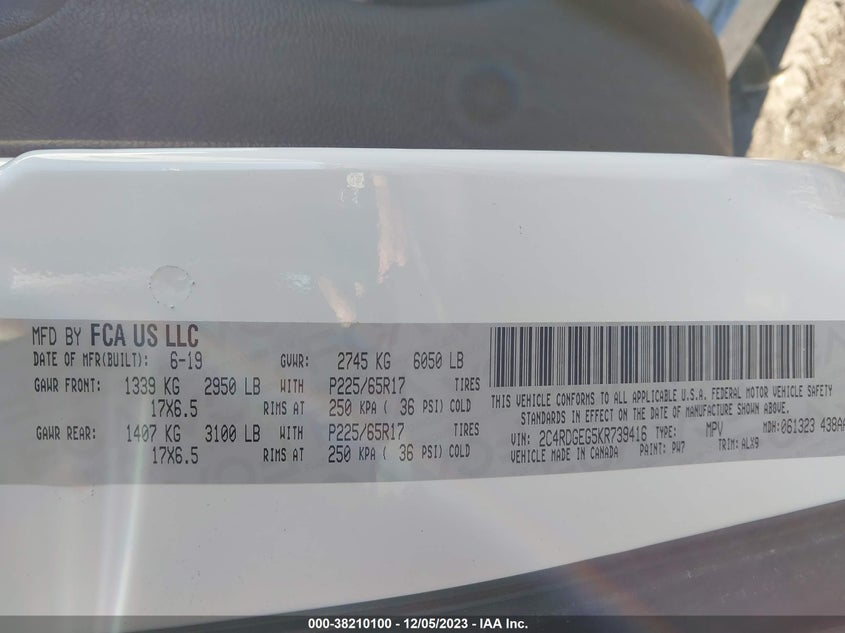 MFD BY FCA US LLC
DATE OF MFR(BUILT): 6-19 GVWR: 2745 KG 6050 LB
GAWR FRONT: 1339 KG 2950 LB WITH P225/65R17 TIRES
17X6.5 RIMS AT 250 KPA ( 36 PSI) COLD
GAWR REAR: 1407 KG 3100 LB WITH P225/65R17 TIRES
17X6.5 RIMS AT 250 KPA ( 36 PSI) COLD
THIS VEHICLE CONFORMS TO ALL APPLICABLE U.S.A. FEDERAL MOTOR VEHICLE SAFETY
STANDARDS IN EFFECT ON THE DATE OF MANUFACTURE SHOWN ABOVE.
VIN: 2C4RDGEG5KR739416 TYPE: MPV MDH: 061323 438AA
VEHICLE MADE IN CANADA PAINT: PW7 TRIM: ALX9
000-38210100 - 12/05/2023 - IAA Inc.